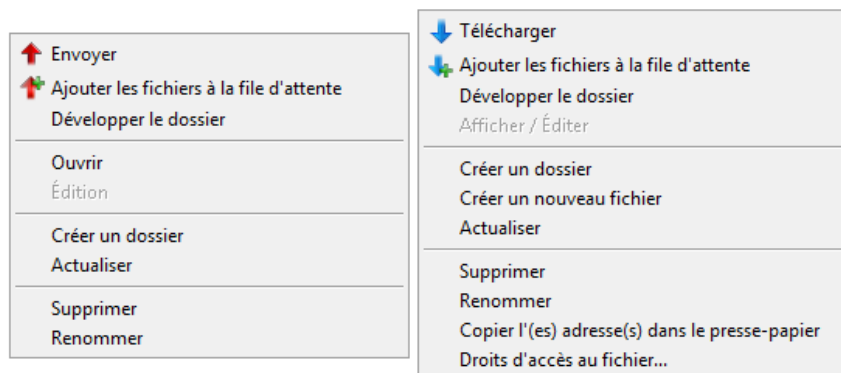 Envoyer
Ajouter les fichiers à la file d'attente
Développer le dossier
Ouvrir
Édition
Créer un dossier
Actualiser
Supprimer
Renommer
Télécharger
Ajouter les fichiers à la file d'attente
Développer le dossier
Afficher / Éditer
Créer un dossier
Créer un nouveau fichier
Actualiser
Supprimer
Renommer
Copier l'(es) adresse(s) dans le presse-papier
Droits d'accès au fichier...